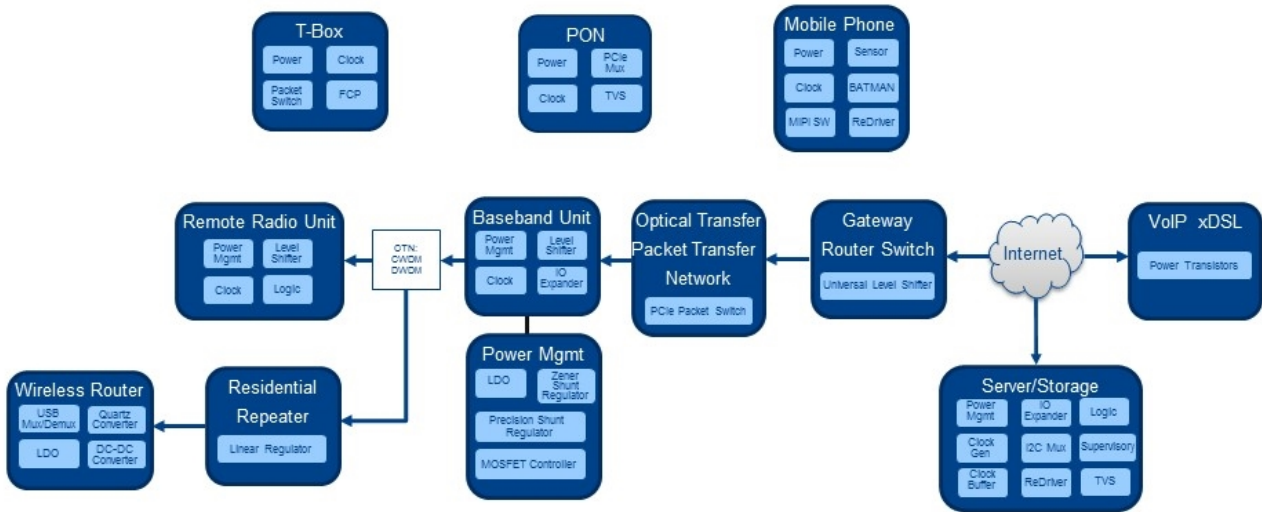 T-Box
Power
Clock
Packet
Switch
FCP
PON
Power
PCIe
Mux
Clock
TVS
Mobile Phone
Power
Sensor
Clock
BATMAN
MIPI SW
ReDriver
Remote Radio Unit
Power
Mgmt
Level
Shifter
Clock
Logic
OTN:
CWDM
DWDM
Baseband Unit
Power
Mgmt
Level
Shifter
Clock
IO
Expander
Optical Transfer
Packet Transfer
Network
PCIe Packet Switch
Gateway
Router Switch
Universal Level Shifter
Internet
VoIP xDSL
Power Transistors
Wireless Router
USB
Mux/Demux
Quartz
Converter
LDO
DC-DC
Converter
Residential
Repeater
Linear Regulator
Power Mgmt
LDO
Zener
Shunt
Regulator
Precision Shunt
Regulator
MOSFET Controller
Server/Storage
Power
Mgmt
IO
Expander
Logic
Clock
Gen
I2C Mux
Supervisory
Clock
Buffer
ReDriver
TVS